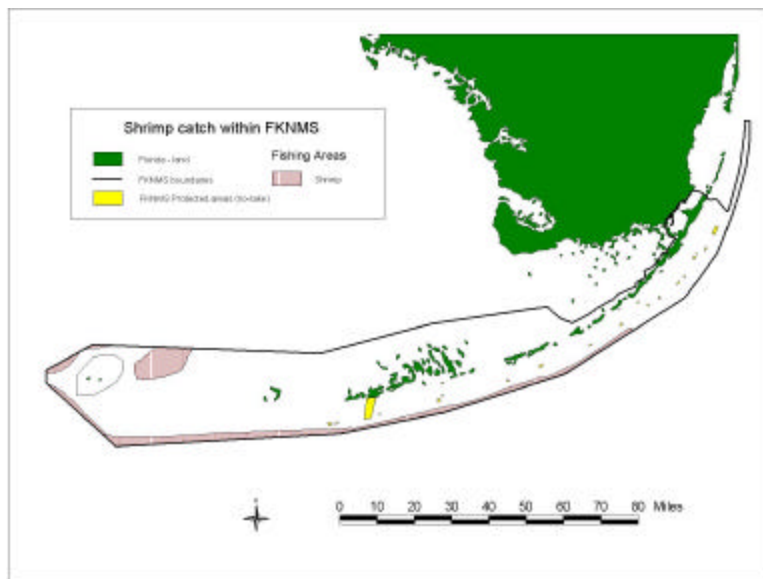 Shrimp catch within FKNMS
Florida - land
FKNMS boundaries
FKNMS Protected areas (no-take)
Fishing Areas
Shrimp
0 10 20 30 40 50 60 70 80 Miles